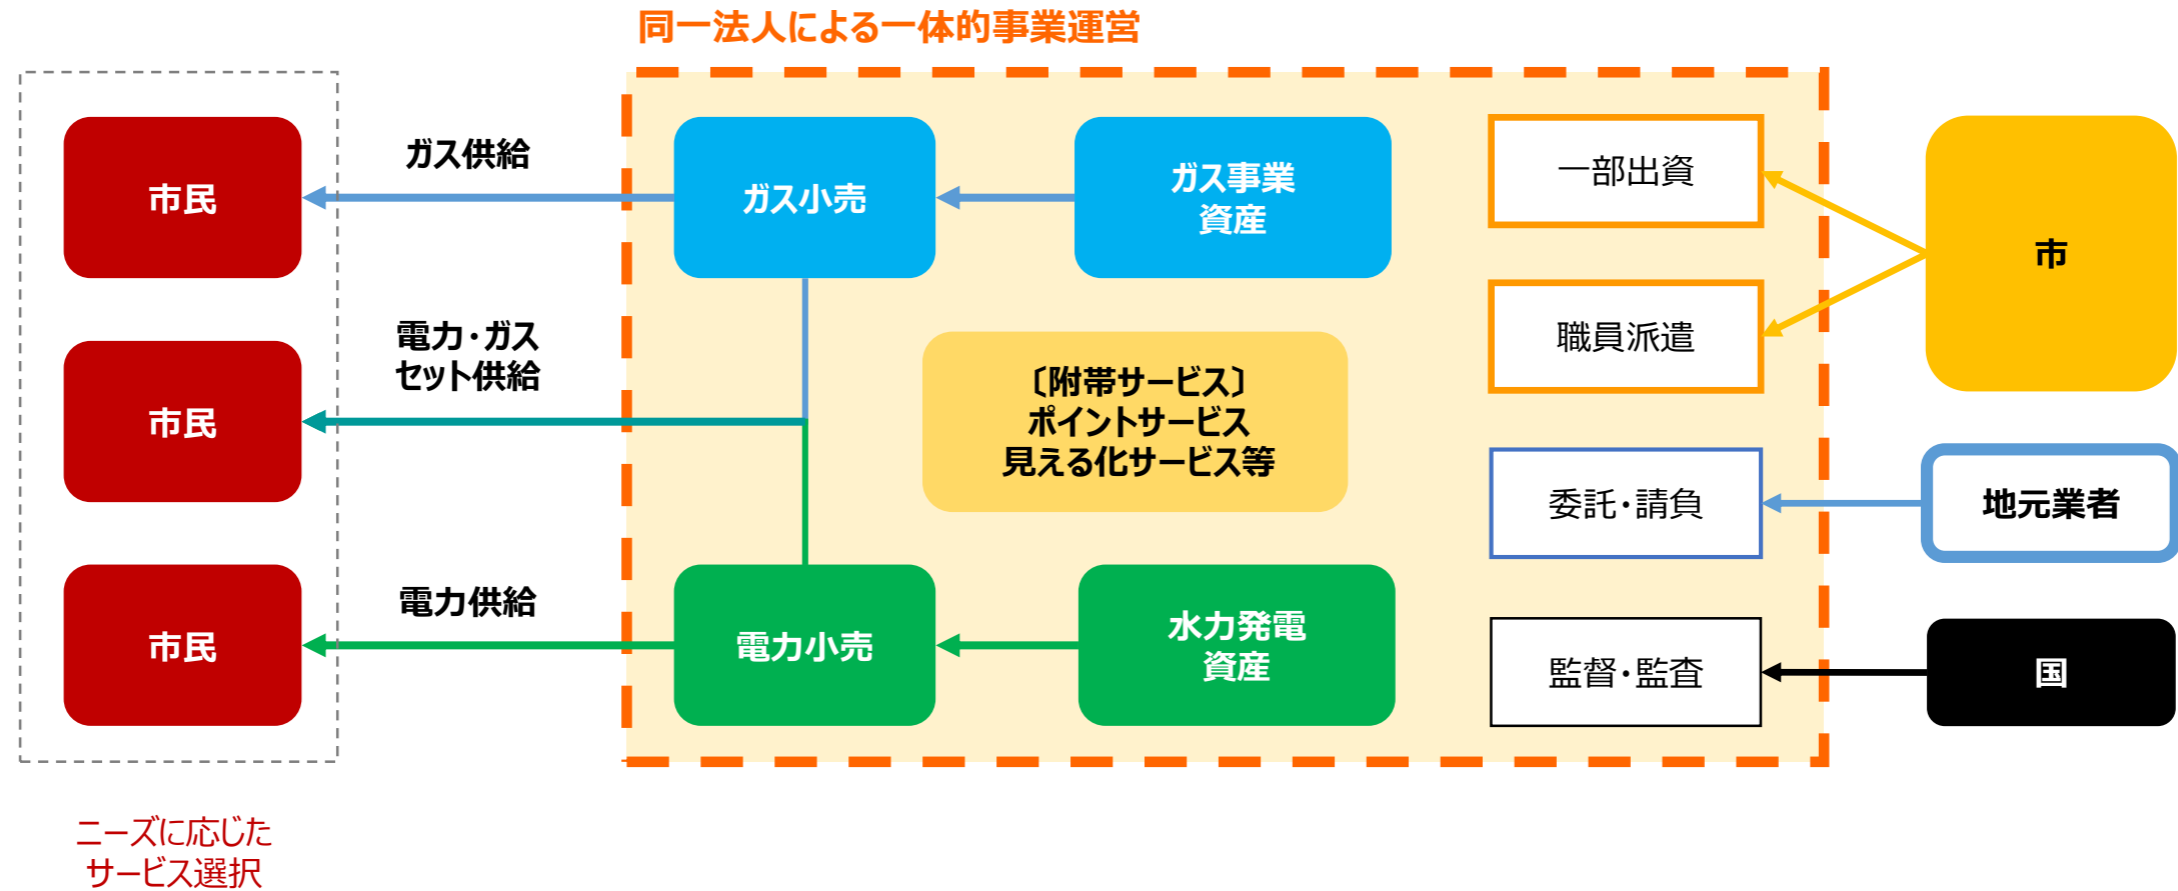 同一法人による一体的事業運営
市民
ガス供給
ガス小売
ガス事業
資産
一部出資
市
職員派遣
電力・ガス
セット供給
市民
〔附帯サービス〕
ポイントサービス
見える化サービス等
委託・請負
地元業者
市民
電力供給
電力小売
水力発電
資産
監督・監査
国
ニーズに応じた
サービス選択